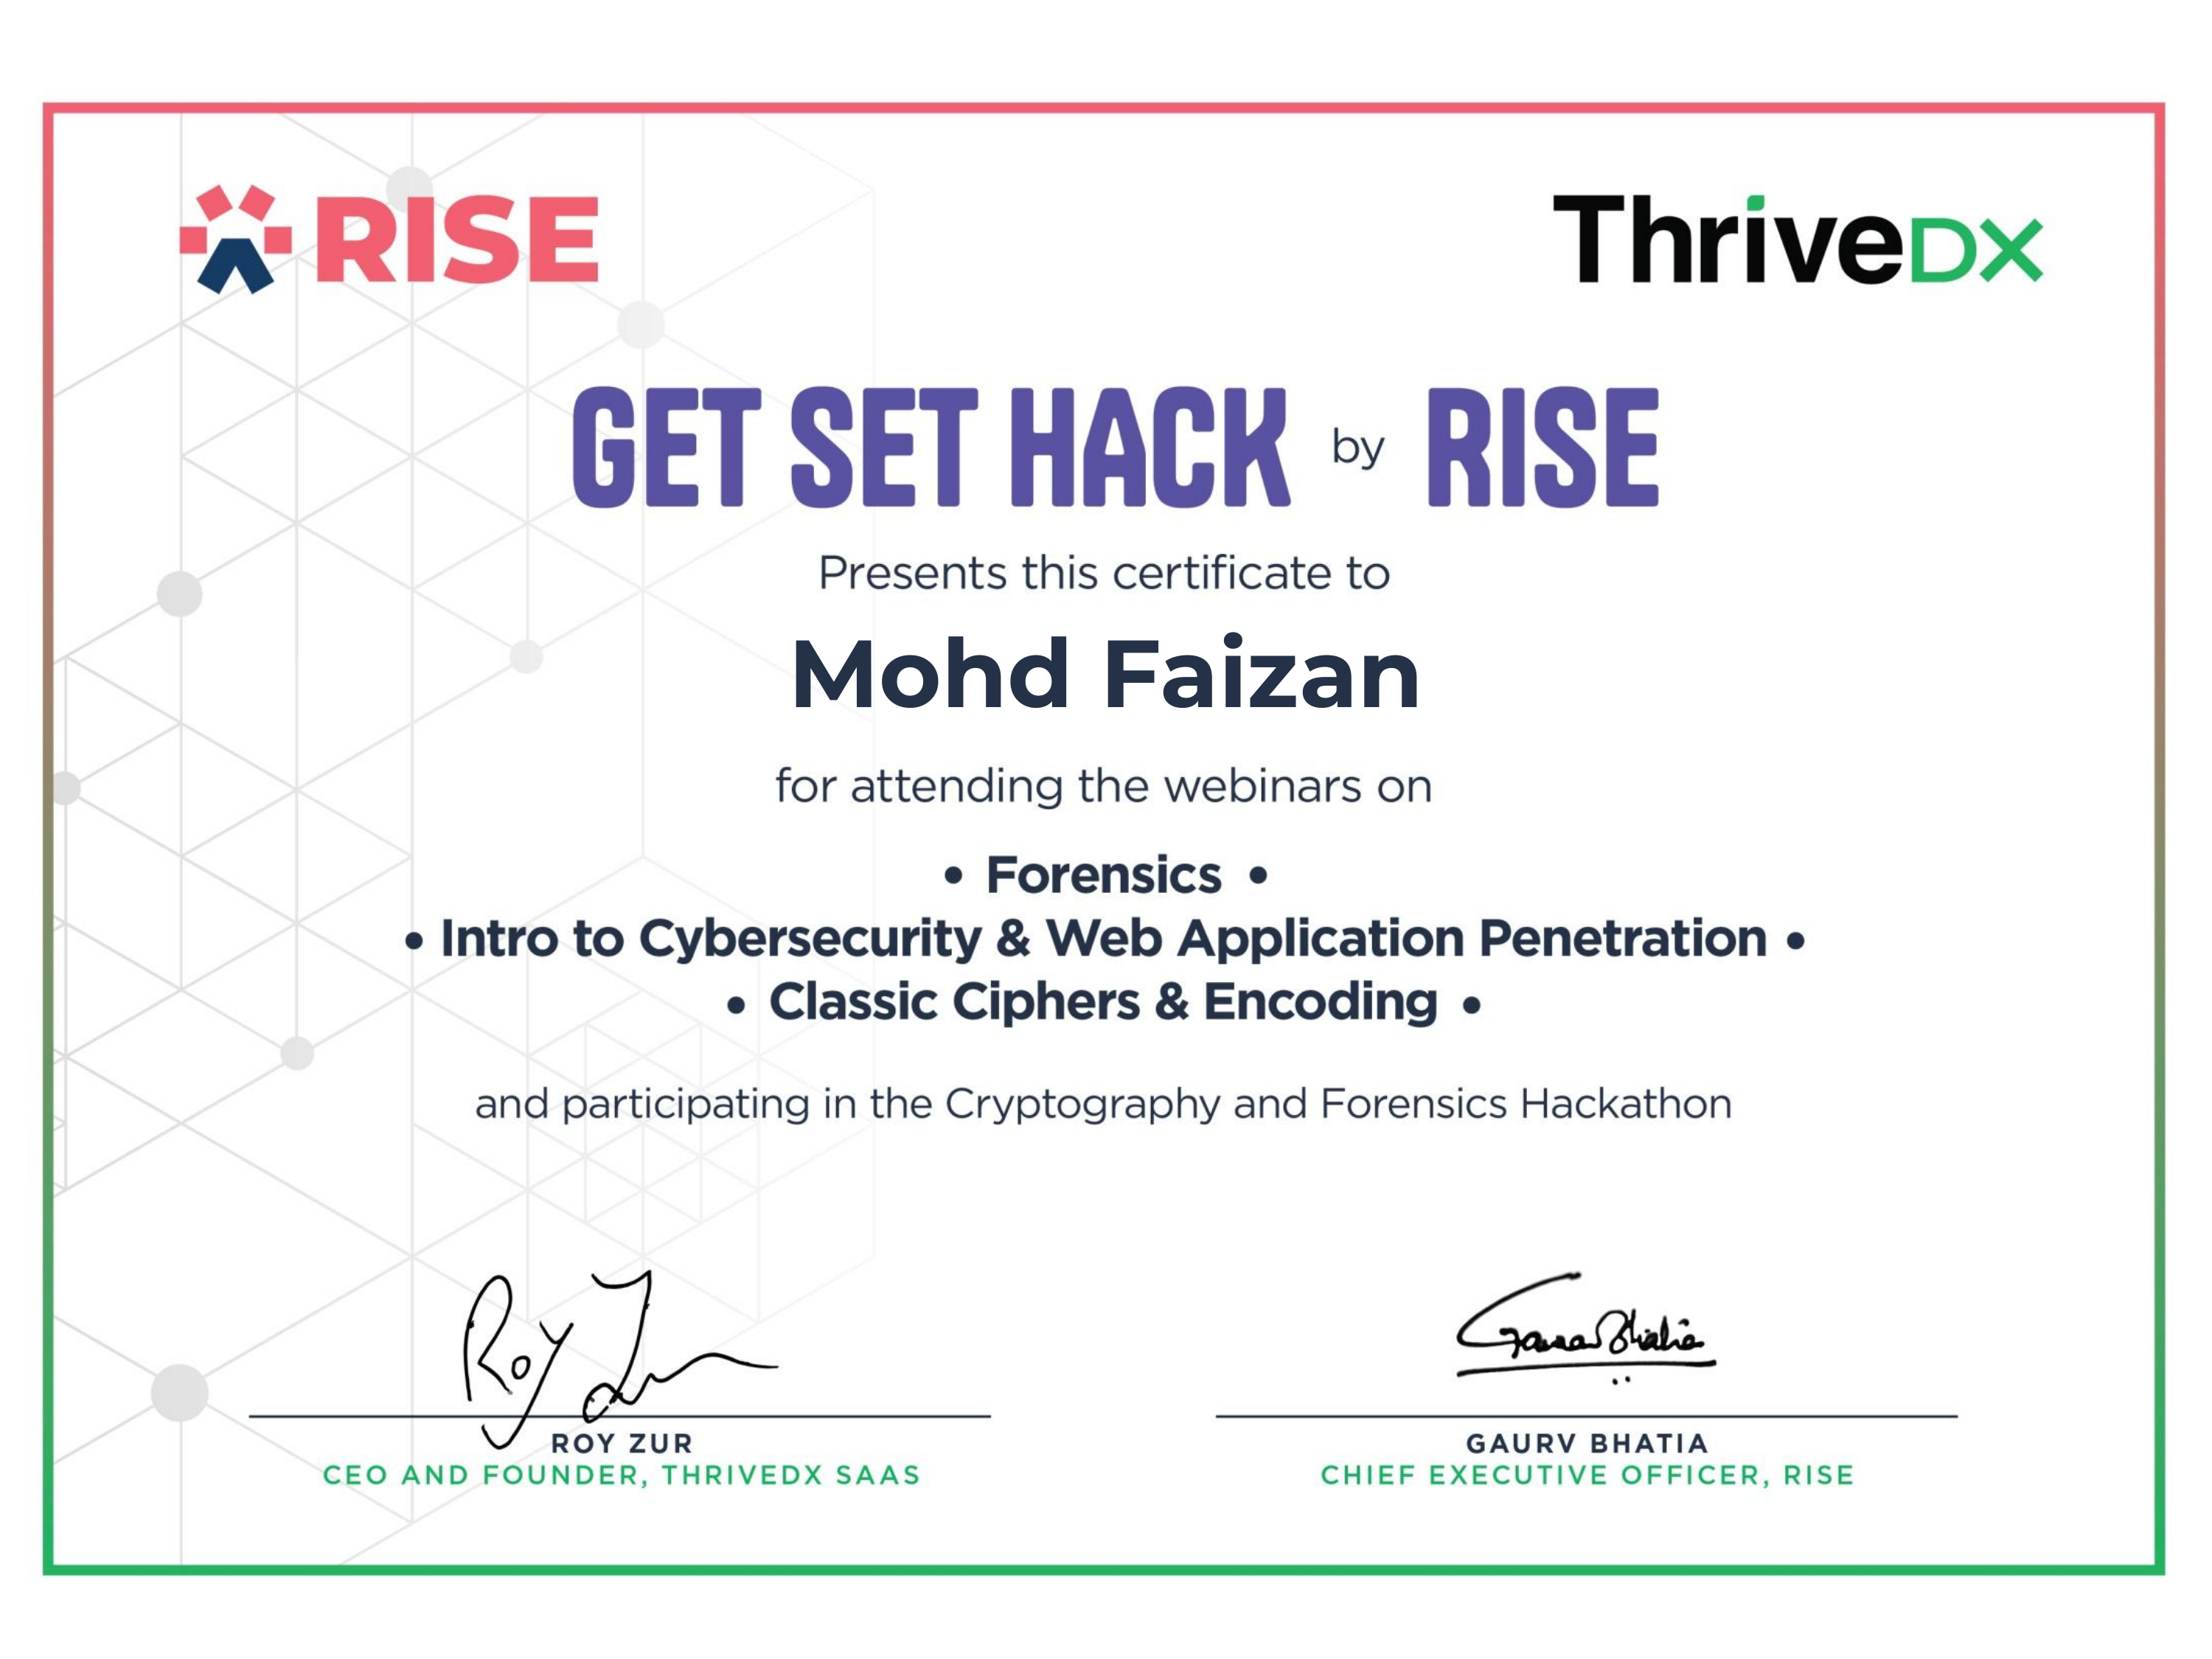 RISE
ThriveDX
GET SET HACK by RISE
Presents this certificate to
Mohd Faizan
for attending the webinars on
• Forensics •
• Intro to Cybersecurity & Web Application Penetration •
• Classic Ciphers & Encoding •
and participating in the Cryptography and Forensics Hackathon
Roy Zur
Gaurav Bhatia
ROY ZUR
GAURV BHATIA
CEO AND FOUNDER, THRIVEDX SAAS
CHIEF EXECUTIVE OFFICER, RISE